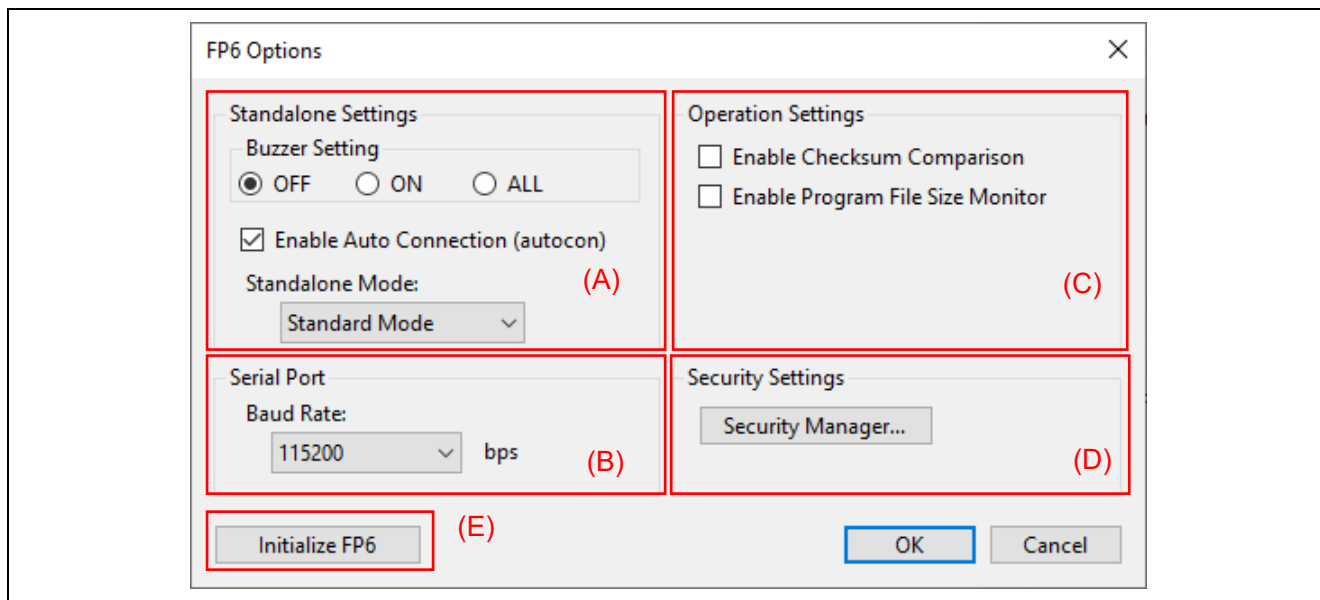 FP6 Options
Standalone Settings
Buzzer Setting
OFF ON ALL
Enable Auto Connection (autocon)
Standalone Mode:
(A)
Standard Mode
Operation Settings
Enable Checksum Comparison
Enable Program File Size Monitor
(C)
Serial Port
Baud Rate:
115200 bps
(B)
Security Settings
Security Manager...
(D)
Initialize FP6
(E)
OK
Cancel